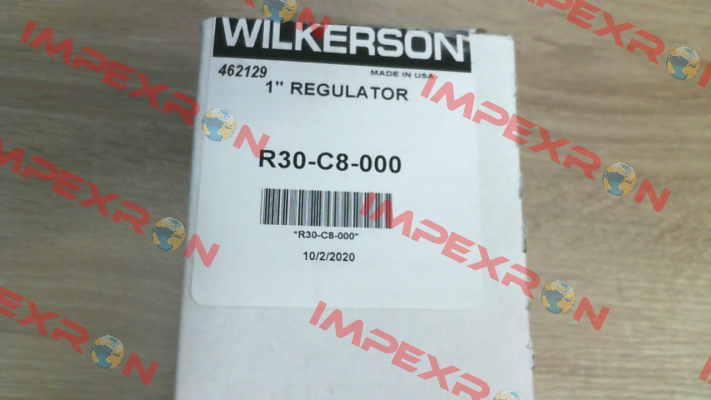 WILKERSON
462129
MADE IN USA
1" REGULATOR
R30-C8-000
"R30-C8-000"
10/2/2020
IMPEXRON
IMPEXRON
IMPEXRON
IMPEXRON
IMPEXRON
IMPEXRON
IMPEXRON